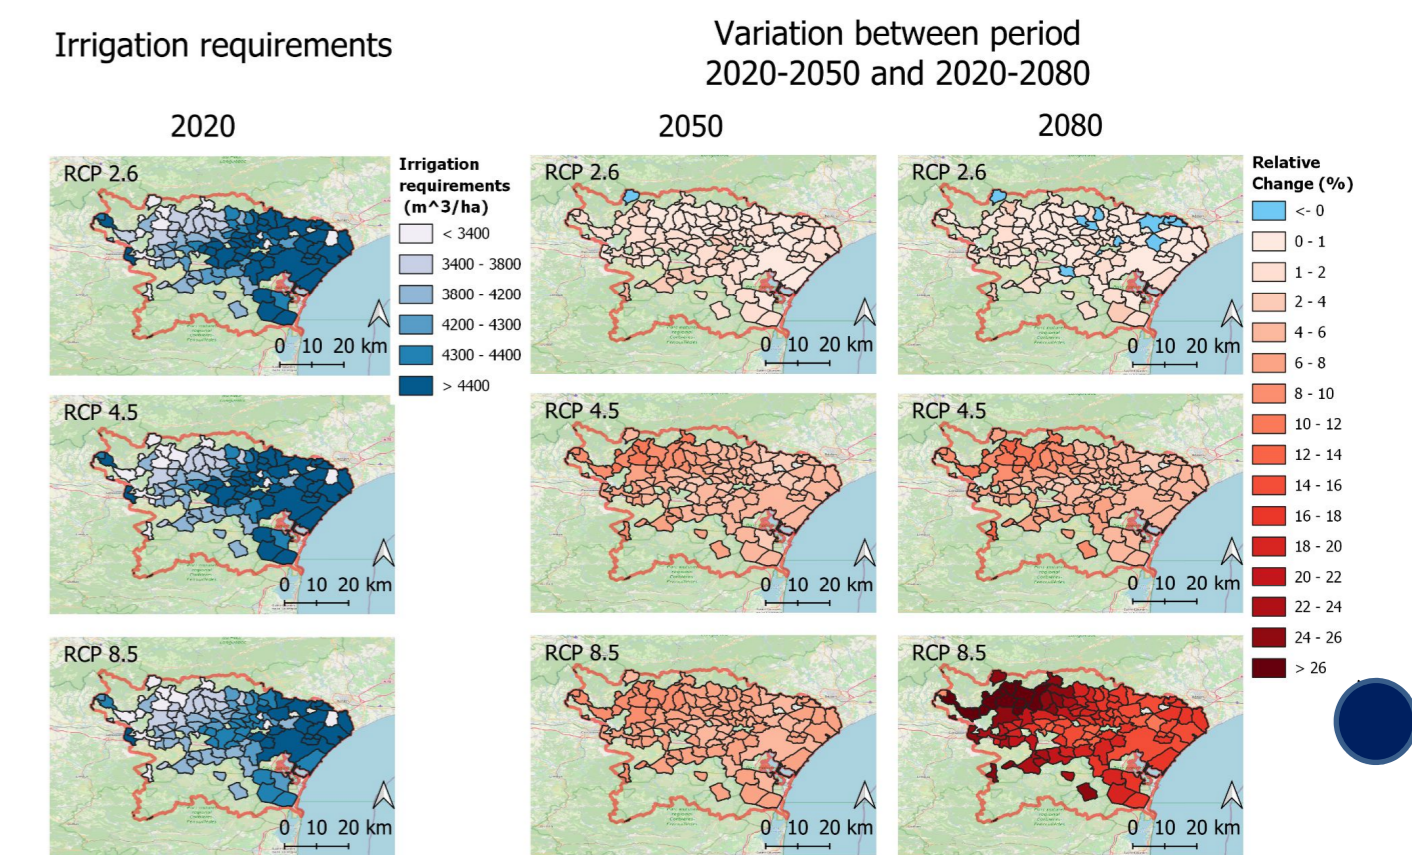 Irrigation requirements
Variation between period
2020-2050 and 2020-2080
2020
2050
2080
RCP 2.6
Irrigation
requirements
(m^3/ha)
< 3400
3400 - 3800
3800 - 4200
4200 - 4300
4300 - 4400
> 4400
0 10 20 km
RCP 2.6
0 10 20 km
RCP 2.6
0 10 20 km
Relative
Change (%)
<- 0
0 - 1
1 - 2
2 - 4
4 - 6
6 - 8
8 - 10
10 - 12
12 - 14
14 - 16
16 - 18
18 - 20
20 - 22
22 - 24
24 - 26
> 26
RCP 4.5
0 10 20 km
RCP 4.5
0 10 20 km
RCP 4.5
0 10 20 km
RCP 8.5
0 10 20 km
RCP 8.5
0 10 20 km
RCP 8.5
0 10 20 km